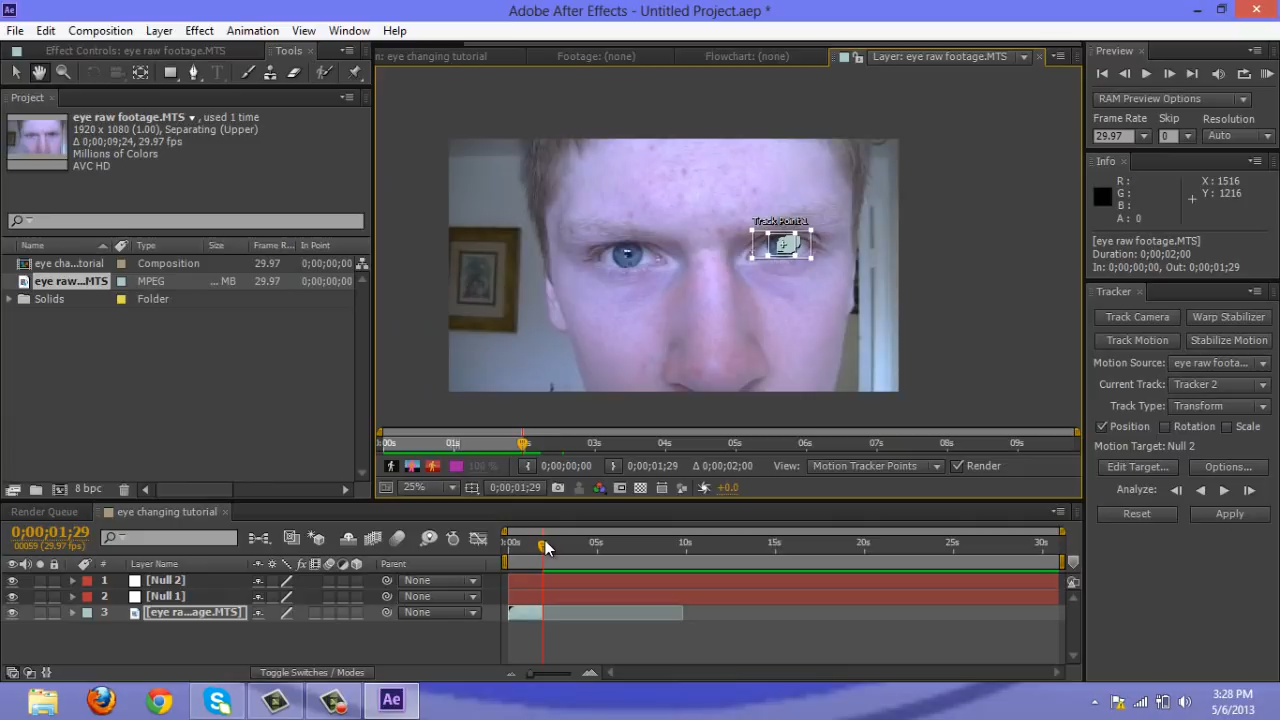 Adobe After Effects - Untitled Project.aep *
File Edit Composition Layer Effect Animation View Window Help
Effect Controls: eye raw footage.MTS
Tools
Project
eye raw footage.MTS ▾, used 1 time
1920 x 1080 (1.00), Separating (Upper)
Δ 0;00;09;24, 29.97 fps
Millions of Colors
AVC HD
Name Type Size Frame R... In Point
eye cha...torial Composition 29.97 0;00;00;00
eye raw...MTS MPEG ... MB 29.97 0;00;00;00
Solids Folder
8 bpc
n: eye changing tutorial
Footage: (none)
Flowchart: (none)
Layer: eye raw footage.MTS
Track Point 1
:00s 01s 03s 04s 05s 06s 07s 08s 09s
100 % 0;00;00;00 0;00;01;29 Δ 0;00;02;00 View: Motion Tracker Points Render
25% 0;00;01;29 +0.0
Preview
RAM Preview Options
Frame Rate Skip Resolution
29.97 0 Auto
Info
R :
G :
B :
A : 0
X : 1516
Y : 1216
[eye raw footage.MTS]
Duration: 0;00;02;00
In: 0;00;00;00, Out: 0;00;01;29
Tracker
Track Camera Warp Stabilizer
Track Motion Stabilize Motion
Motion Source: eye raw foota...
Current Track: Tracker 2
Track Type: Transform
Position Rotation Scale
Motion Target: Null 2
Edit Target... Options...
Analyze:
Reset Apply
Render Queue
eye changing tutorial
0;00;01;29
00059 (29.97 fps)
# Layer Name Parent
1 [Null 2] None
2 [Null 1] None
3 [eye ra...age.MTS] None
Toggle Switches / Modes
:00s 05s 10s 15s 20s 25s 30s
3:28 PM
5/6/2013